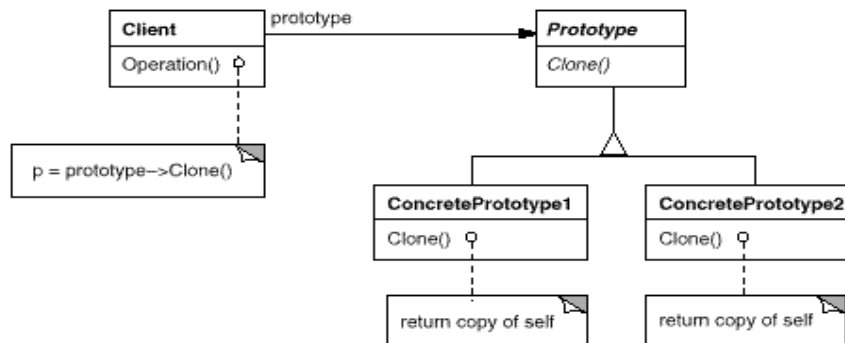 Client
prototype
Prototype
Operation()
Clone()
p = prototype–>Clone()
ConcretePrototype1
ConcretePrototype2
Clone()
Clone()
return copy of self
return copy of self